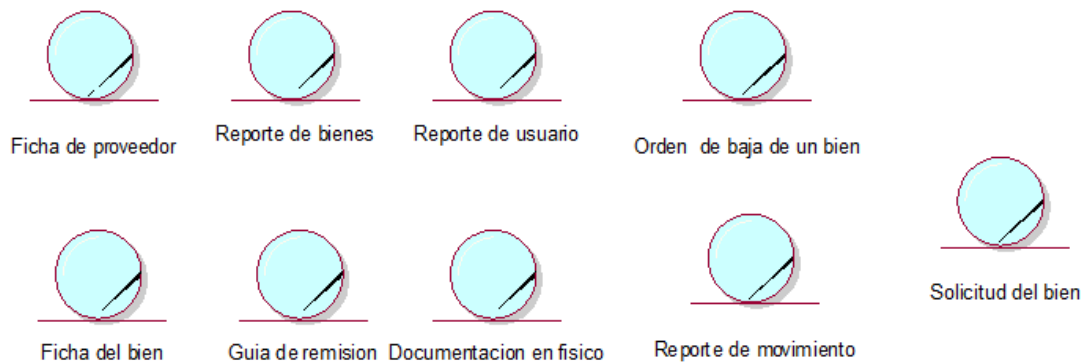 Ficha de proveedor
Reporte de bienes
Reporte de usuario
Orden de baja de un bien
Solicitud del bien
Ficha del bien
Guia de remision
Documentacion en fisico
Reporte de movimiento